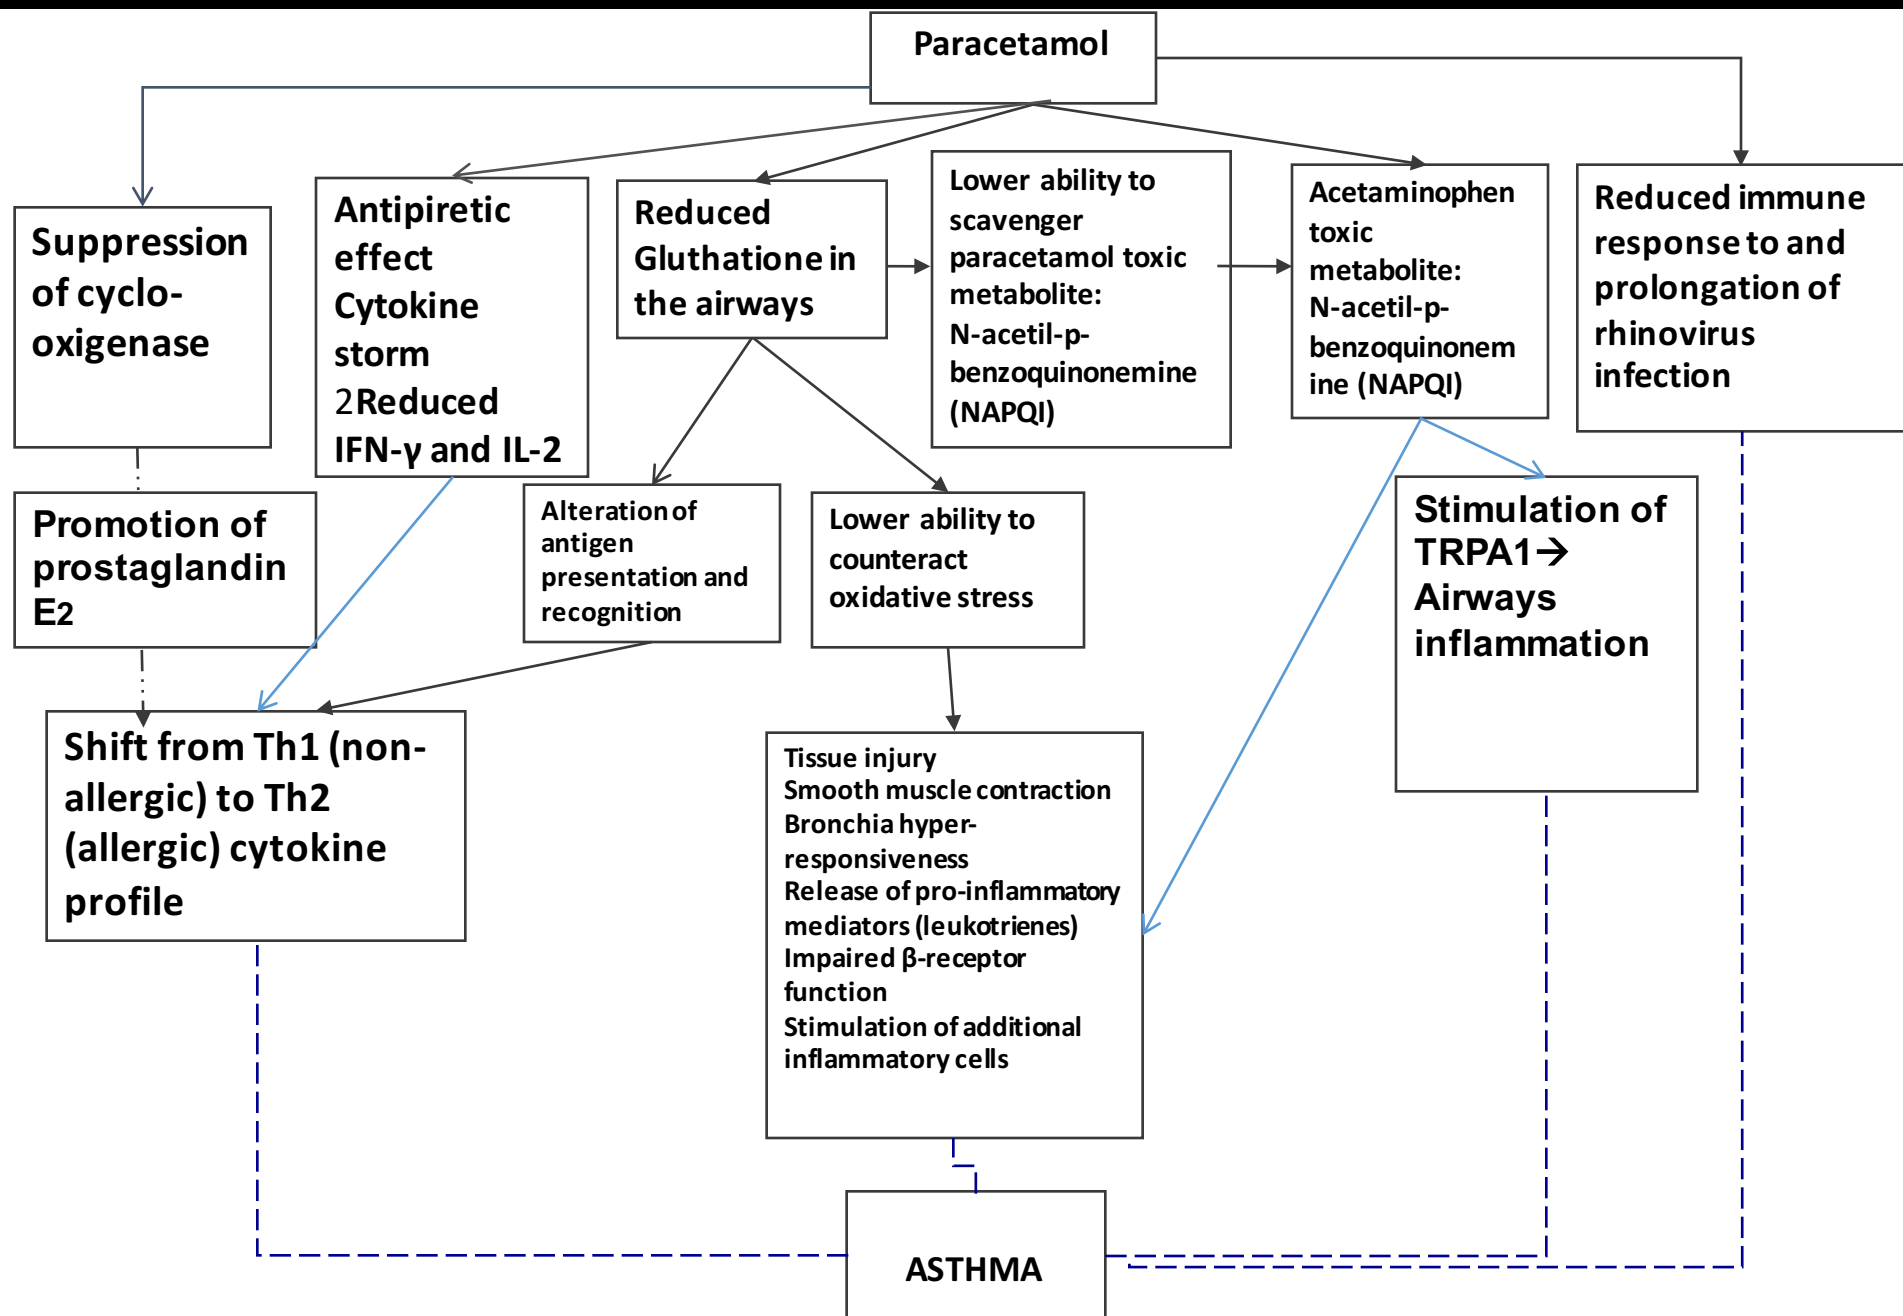 Paracetamol
Suppression
of cyclo-
oxigenase
Antipiretic
effect
Cytokine
storm
2Reduced
IFN-γ and IL-2
Reduced
Gluthatione in
the airways
Lower ability to
scavenger
paracetamol toxic
metabolite:
N-acetil-p-
benzoquinonemine
(NAPQI)
Acetaminophen
toxic
metabolite:
N-acetil-p-
benzoquinonem
ine (NAPQI)
Reduced immune
response to and
prolongation of
rhinovirus
infection
Promotion of
prostaglandin
E2
Alteration of
antigen
presentation and
recognition
Lower ability to
counteract
oxidative stress
Stimulation of
TRPA1→
Airways
inflammation
Shift from Th1 (non-
allergic) to Th2
(allergic) cytokine
profile
Tissue injury
Smooth muscle contraction
Bronchia hyper-
responsiveness
Release of pro-inflammatory
mediators (leukotrienes)
Impaired β-receptor
function
Stimulation of additional
inflammatory cells
ASTHMA